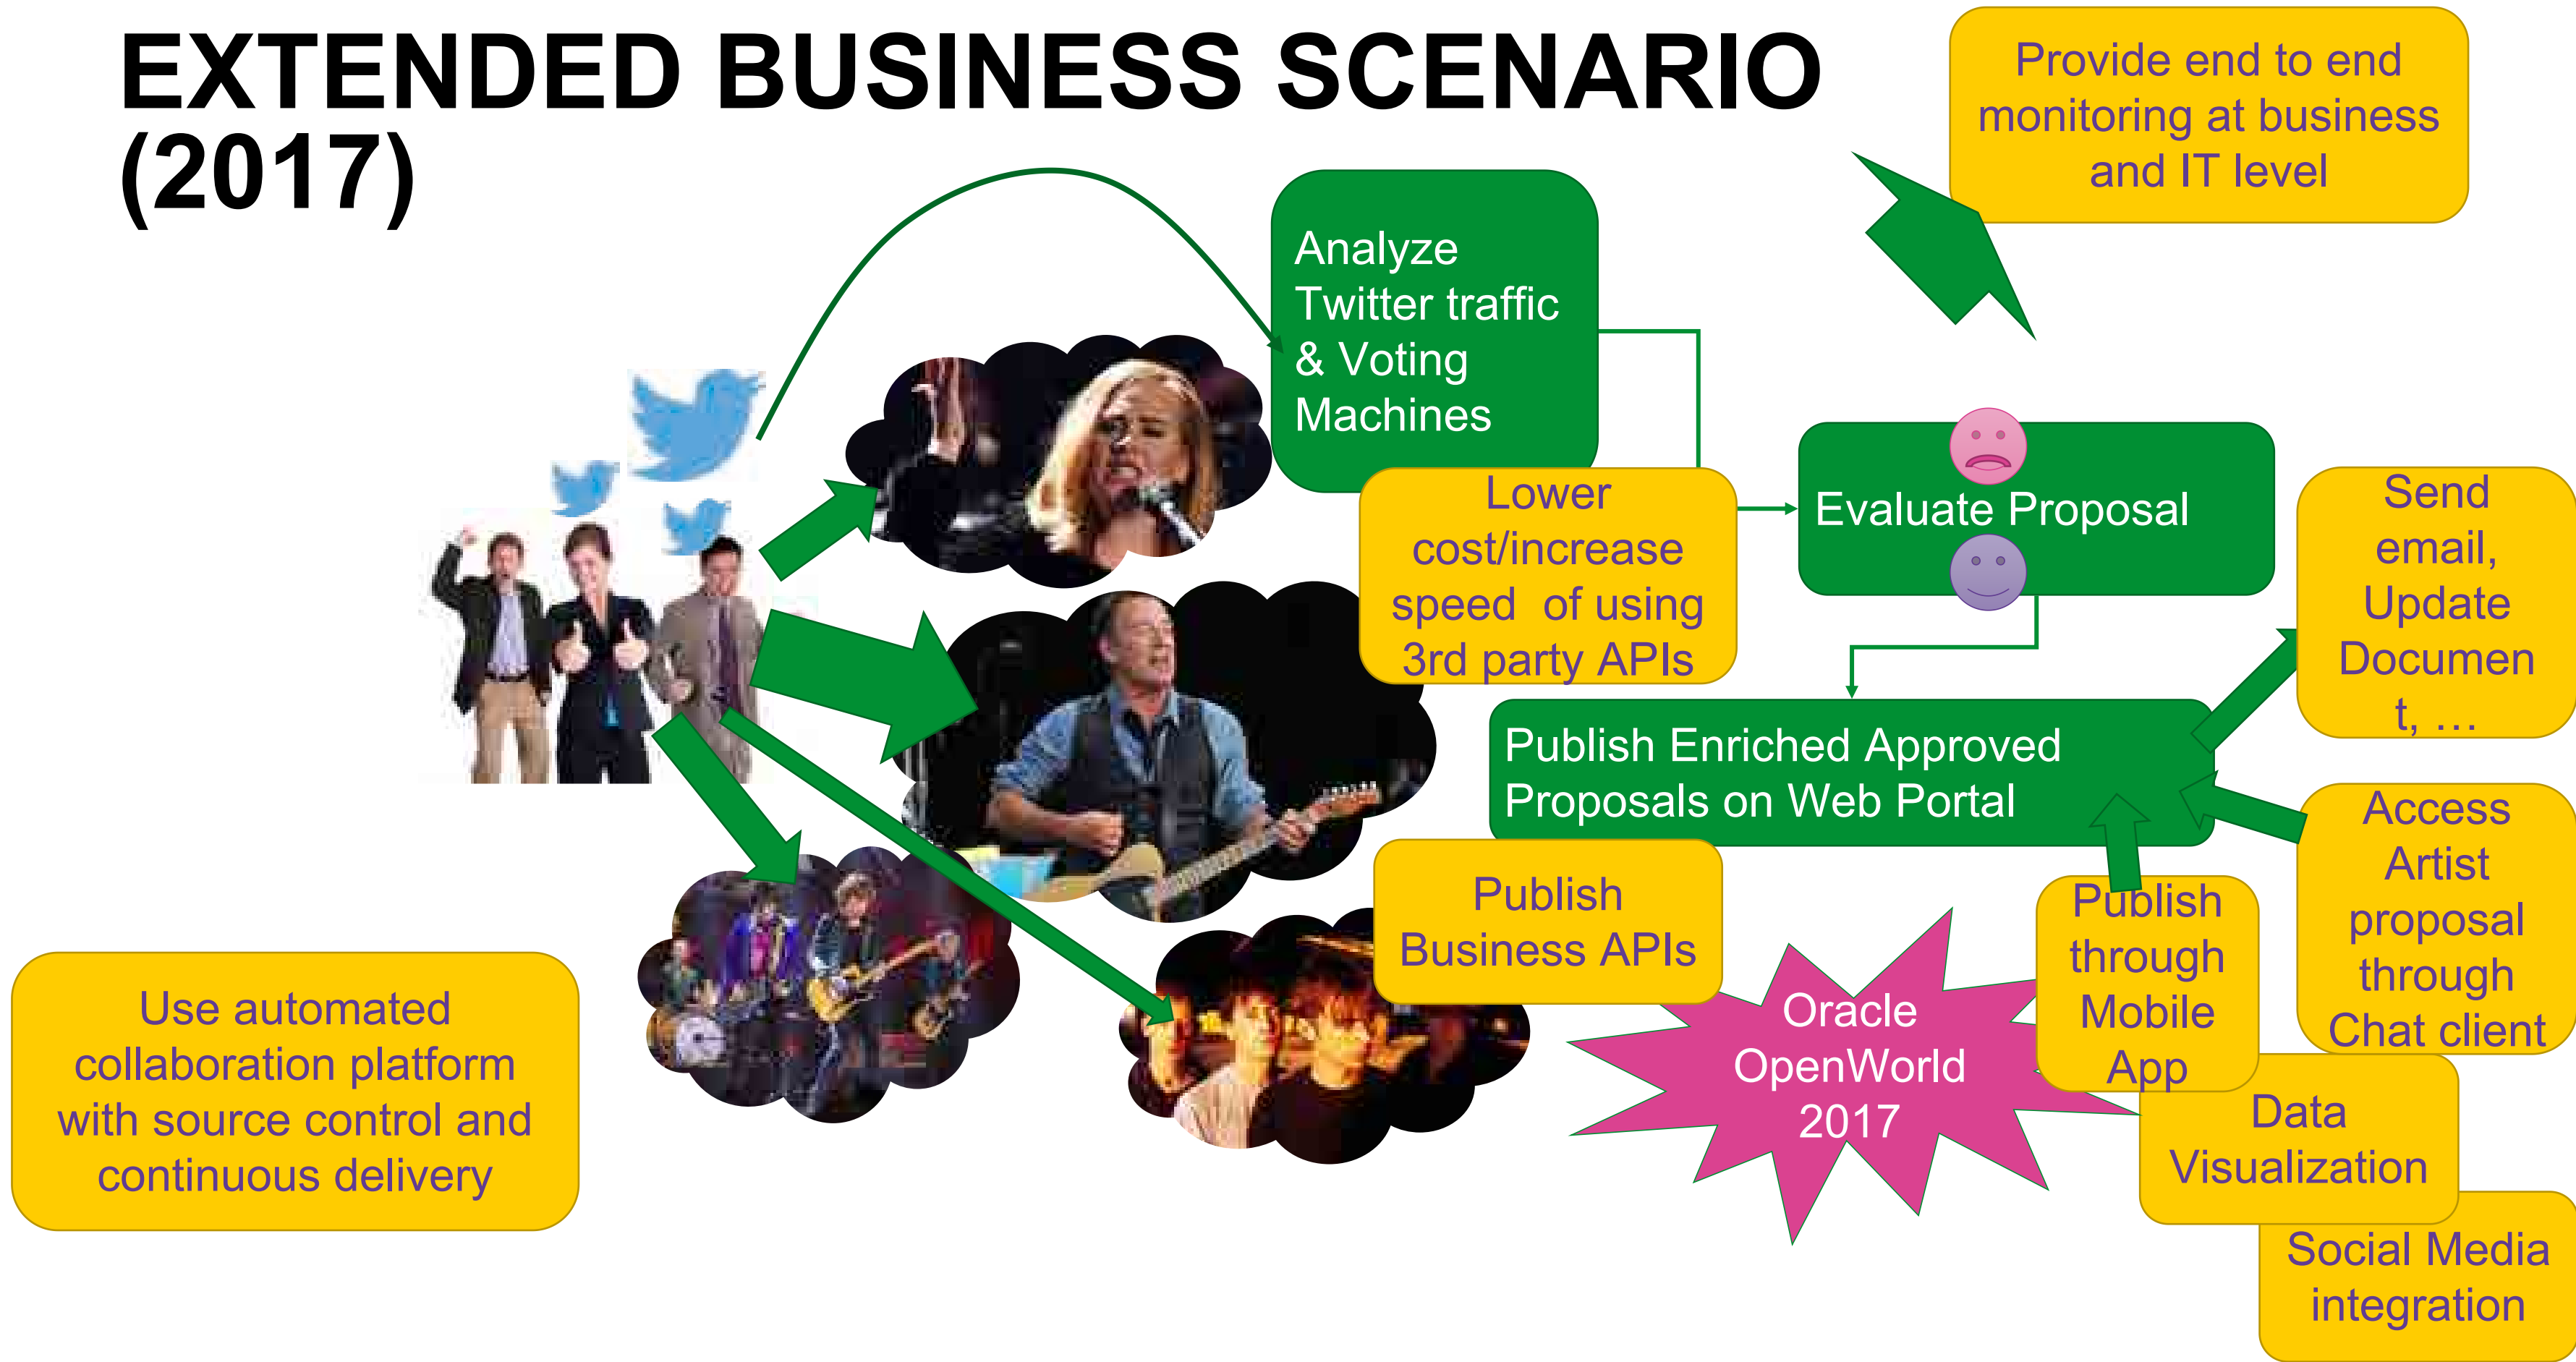 EXTENDED BUSINESS SCENARIO
(2017)
Provide end to end
monitoring at business
and IT level
Analyze
Twitter traffic
& Voting
Machines
Lower
cost/increase
speed of using
3rd party APIs
Evaluate Proposal
Send
email,
Update
Documen
t, …
Publish Enriched Approved
Proposals on Web Portal
Access
Artist
proposal
through
Chat client
Publish
Business APIs
Publish
through
Mobile
App
Oracle
OpenWorld
2017
Use automated
collaboration platform
with source control and
continuous delivery
Data
Visualization
Social Media
integration